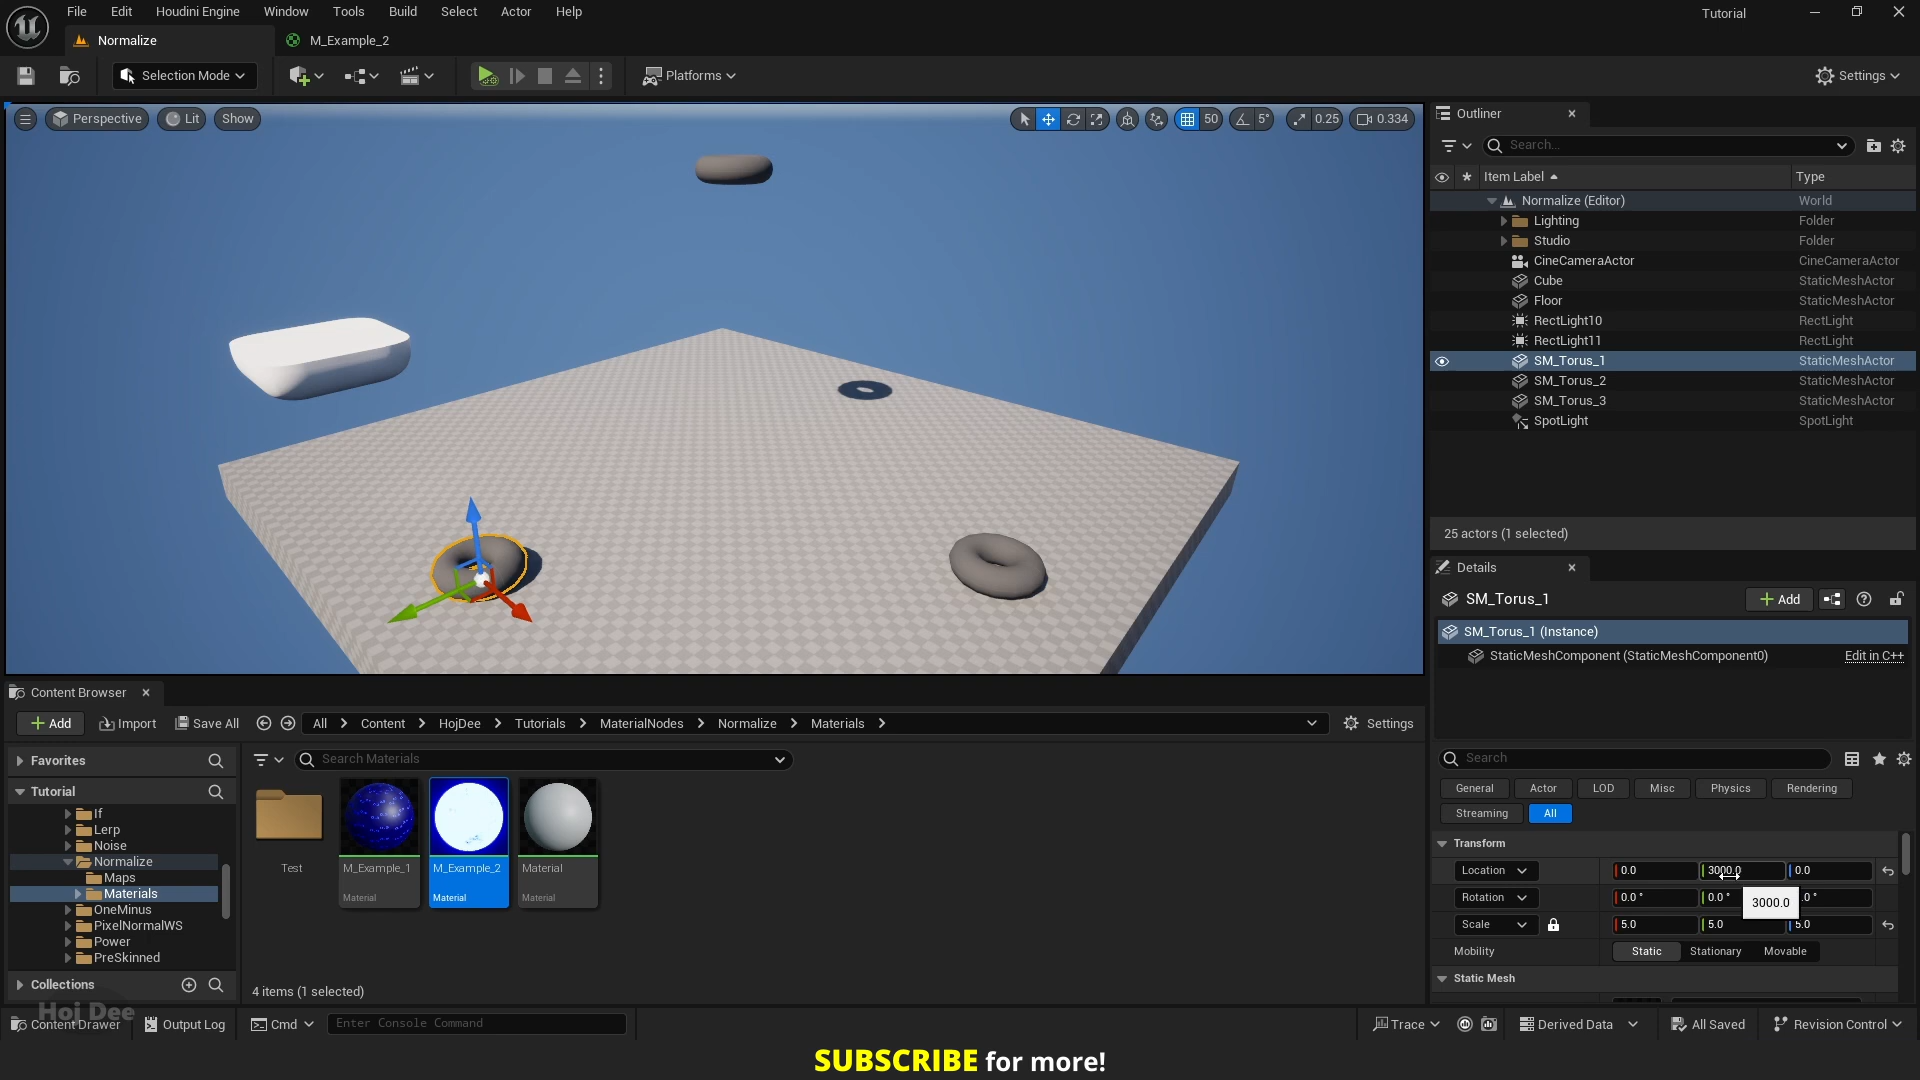 File Edit Houdini Engine Window Tools Build Select Actor Help Tutorial
Normalize M_Example_2
Selection Mode Platforms Settings
Perspective Lit Show 50 5° 0.25 0.334
Outliner
Search...
Item Label Type
Normalize (Editor) World
Lighting Folder
Studio Folder
CineCameraActor CineCameraActor
Cube StaticMeshActor
Floor StaticMeshActor
RectLight10 RectLight
RectLight11 RectLight
SM_Torus_1 StaticMeshActor
SM_Torus_2 StaticMeshActor
SM_Torus_3 StaticMeshActor
SpotLight SpotLight
25 actors (1 selected)
Details
SM_Torus_1 Add
SM_Torus_1 (Instance)
StaticMeshComponent (StaticMeshComponent0) Edit in C++
Search
General Actor LOD Misc Physics Rendering
Streaming All
Transform
Location 0.0 3000.0 0.0
Rotation 0.0° 0.0° .0°
3000.0
Scale 5.0 5.0 5.0
Mobility Static Stationary Movable
Static Mesh
Content Browser
Add Import Save All All Content HojDee Tutorials MaterialNodes Normalize Materials Settings
Favorites
Search Materials
Tutorial
If
Lerp
Noise
Normalize
Maps
Materials
OneMinus
PixelNormalWS
Power
PreSkinned
Collections
Test M_Example_1 M_Example_2 Material
Material Material Material
4 items (1 selected)
Hoj Dee
Content Drawer Output Log Cmd Enter Console Command Trace Derived Data All Saved Revision Control
SUBSCRIBE for more!